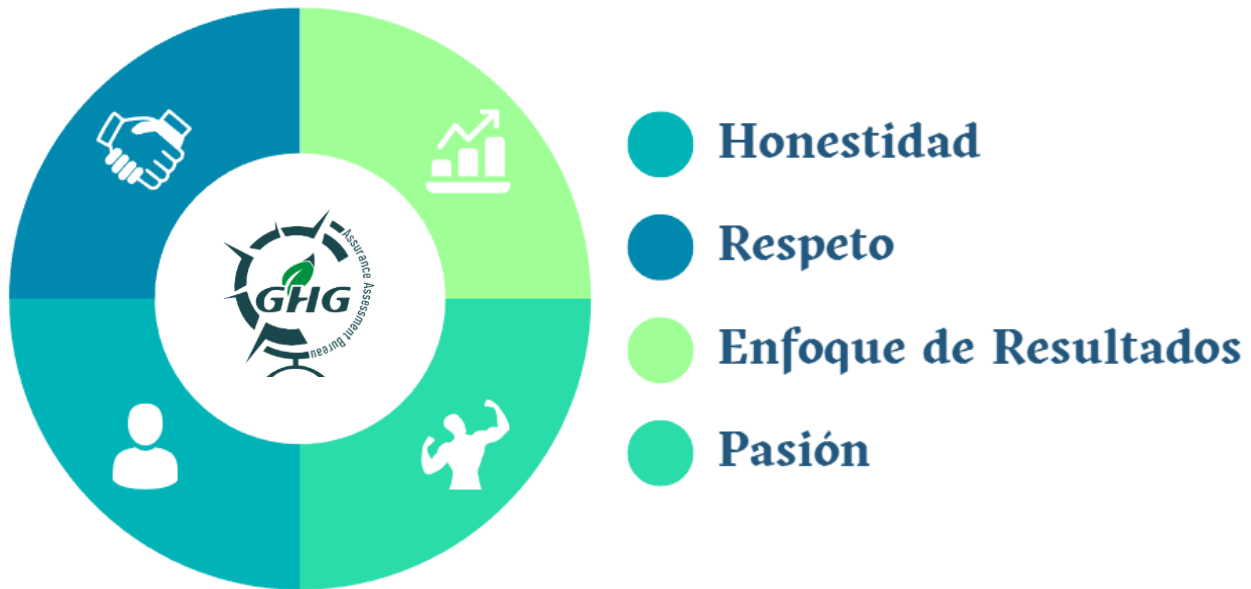 GHG
Assurance Assessment Bureau
Honestidad
Respeto
Enfoque de Resultados
Pasión